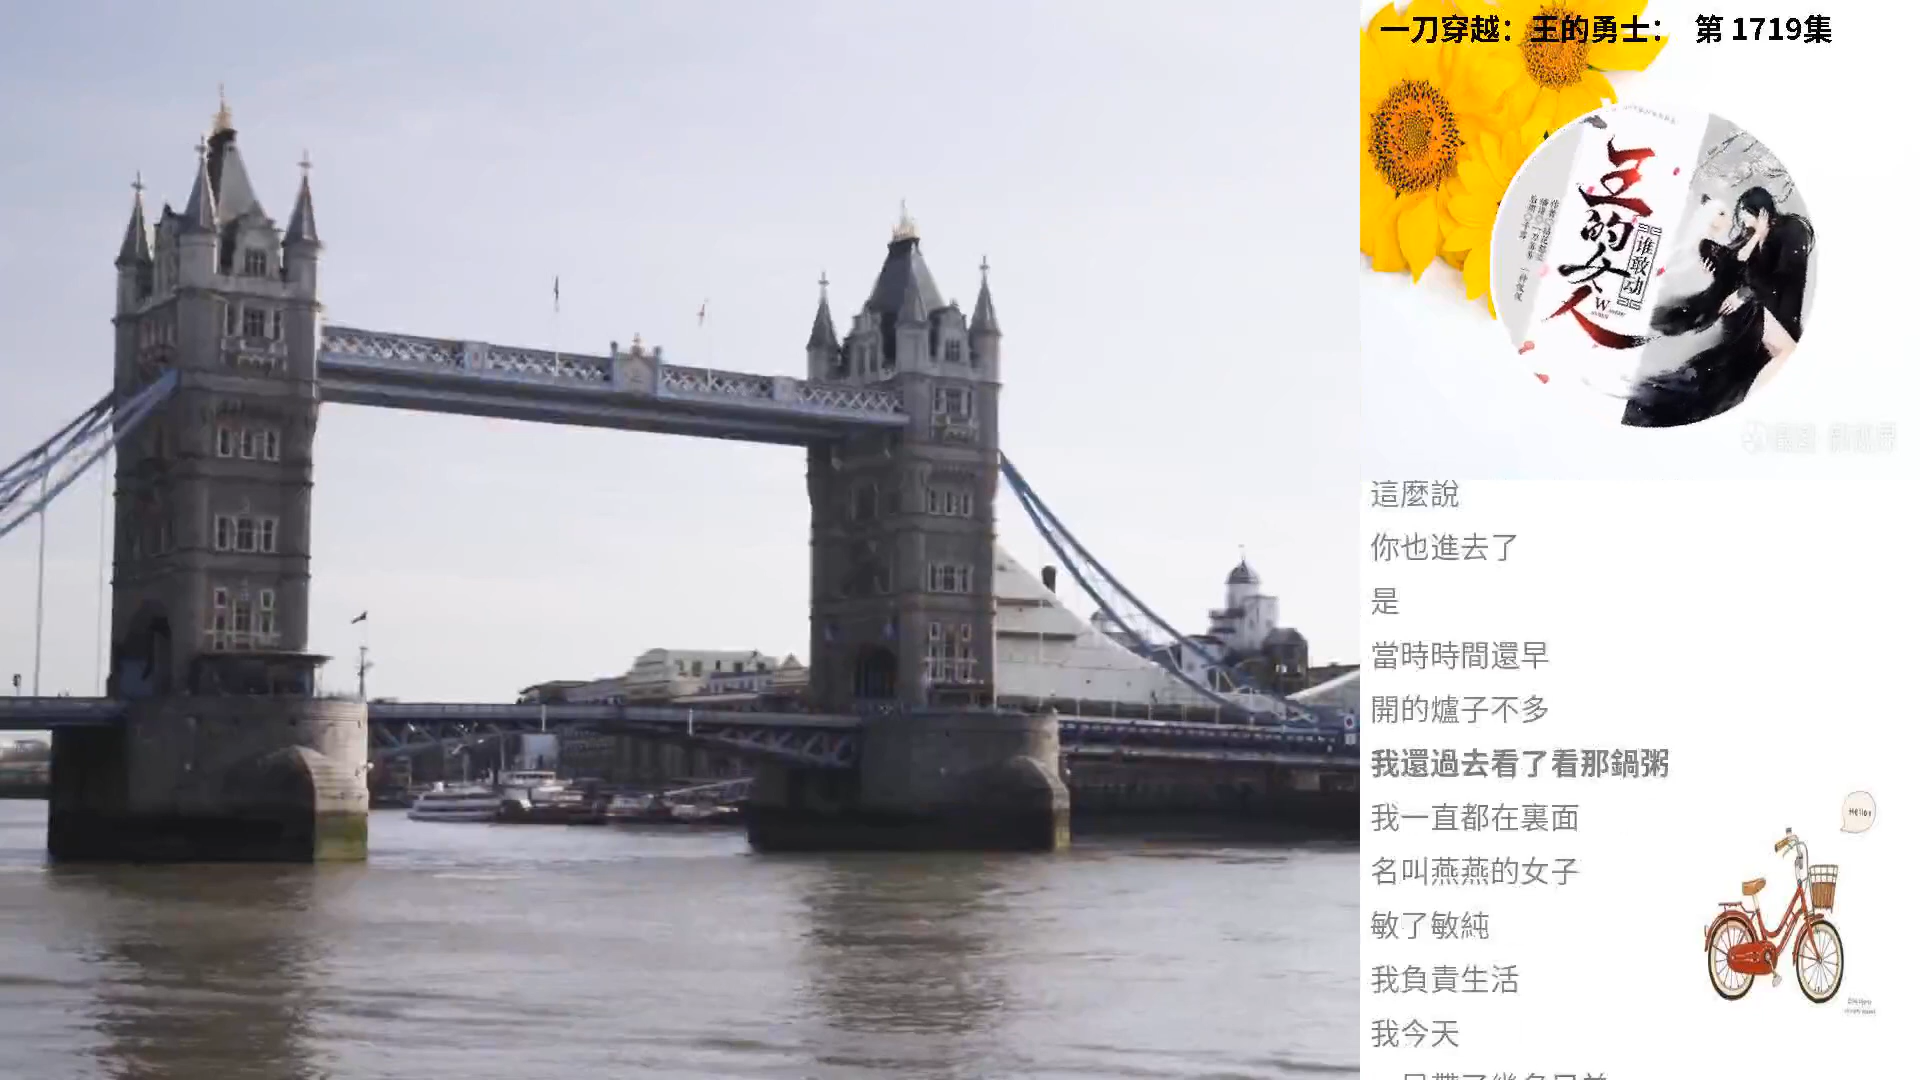 一刀穿越：王的勇士： 第 1719集
王的女人
谁敢动
W
這麼說
你也進去了
是
當時時間還早
開的爐子不多
我還過去看了看那鍋粥
我一直都在裏面
Hello!
名叫燕燕的女子
敏了敏純
我負責生活
我今天